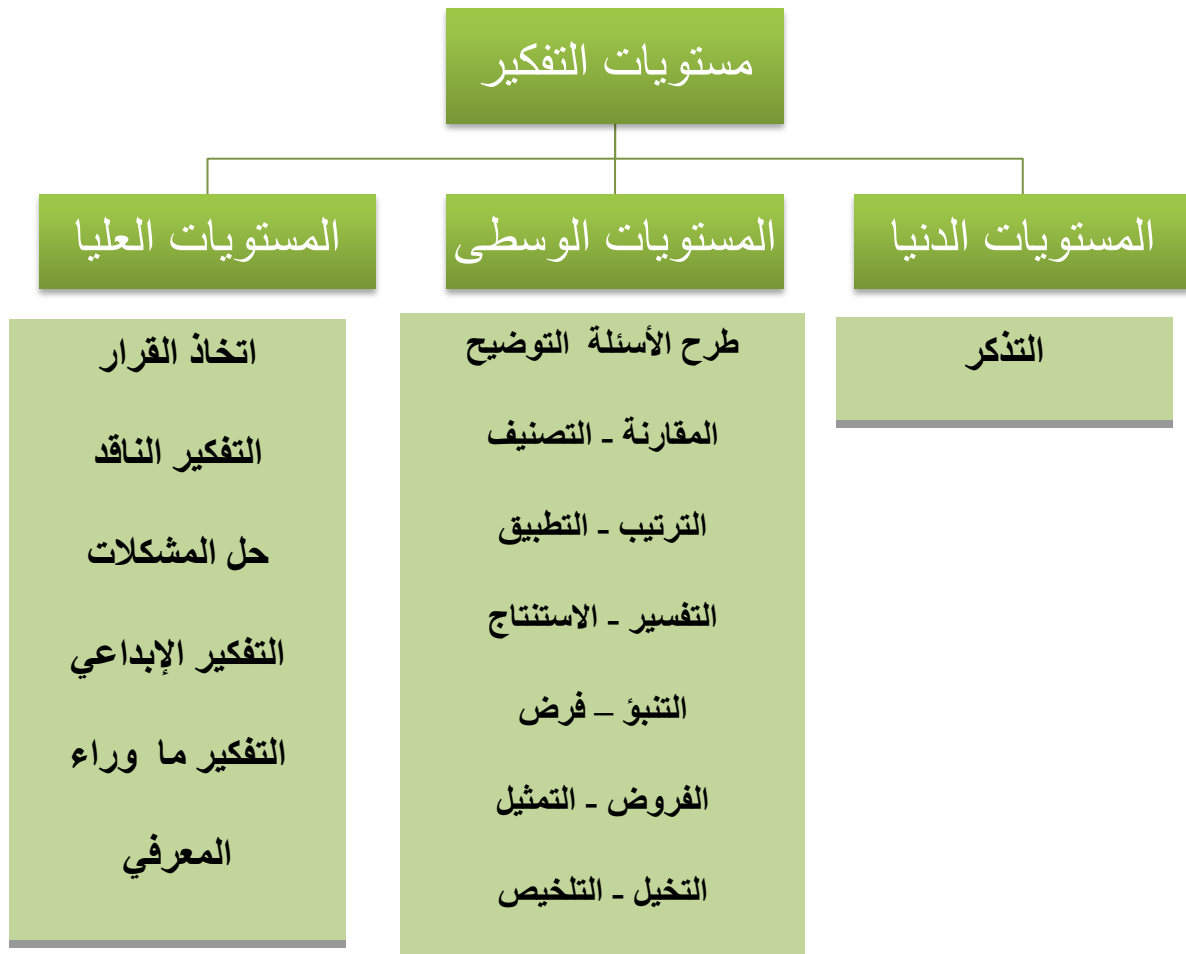 مستويات التفكير
المستويات الدنيا
التذكر
المستويات الوسطى
طرح الأسئلة التوضيح
المقارنة - التصنيف
الترتيب - التطبيق
التفسير - الاستنتاج
التنبؤ – فرض
الفروض - التمثيل
التخيل - التلخيص
المستويات العليا
اتخاذ القرار
التفكير الناقد
حل المشكلات
التفكير الإبداعي
التفكير ما وراء
المعرفي